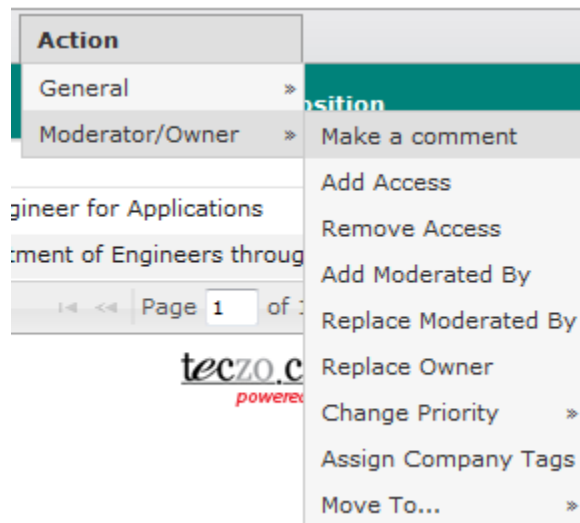 Action
General »
osition
Moderator/Owner »
Make a comment
Add Access
gineer for Applications
Remove Access
tment of Engineers throug
Add Moderated By
Page 1 of
Replace Moderated By
teczo.c
Replace Owner
powered
Change Priority »
Assign Company Tags
Move To... »